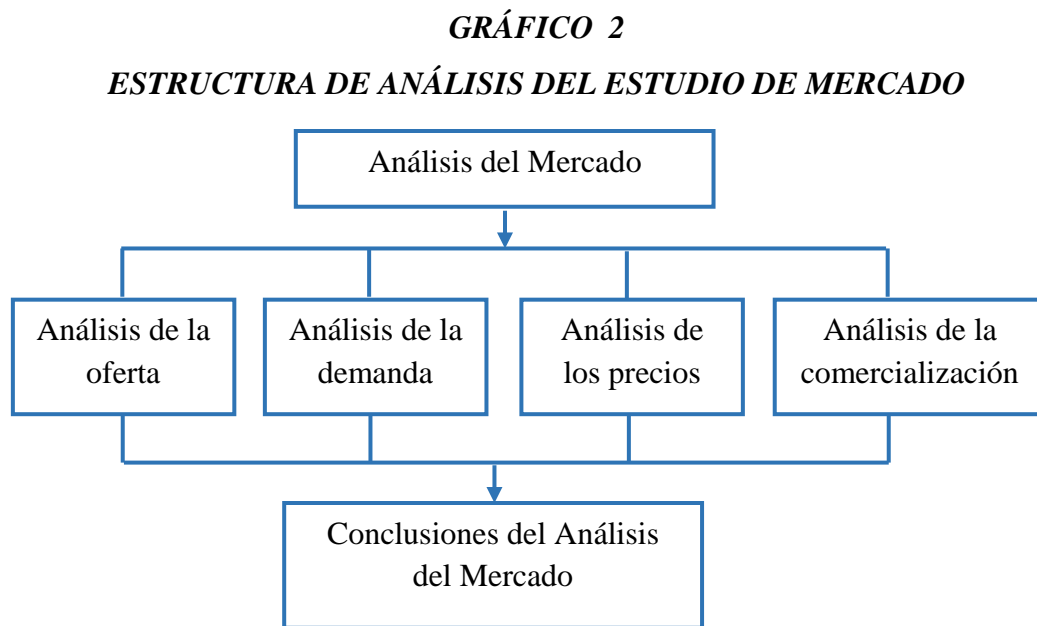 GRÁFICO 2
ESTRUCTURA DE ANÁLISIS DEL ESTUDIO DE MERCADO
Análisis del Mercado
Análisis de la
oferta
Análisis de la
demanda
Análisis de
los precios
Análisis de la
comercialización
Conclusiones del Análisis
del Mercado